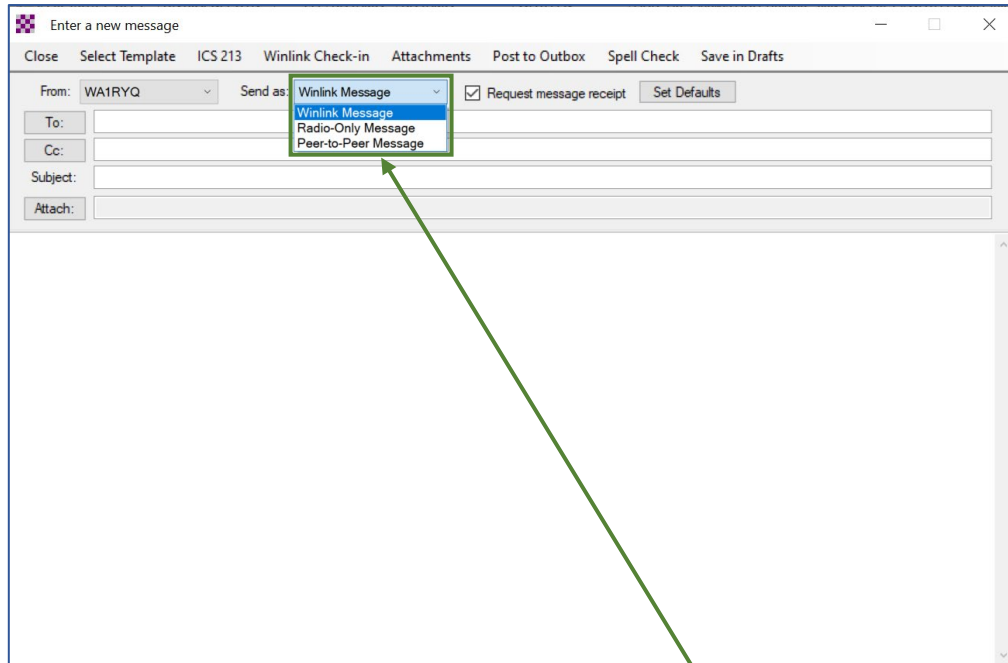 Enter a new message
Close Select Template ICS 213 Winlink Check-in Attachments Post to Outbox Spell Check Save in Drafts
From: WA1RYQ Send as: Winlink Message Request message receipt Set Defaults
Winlink Message
To:
Radio-Only Message
Peer-to-Peer Message
Cc:
Subject:
Attach: